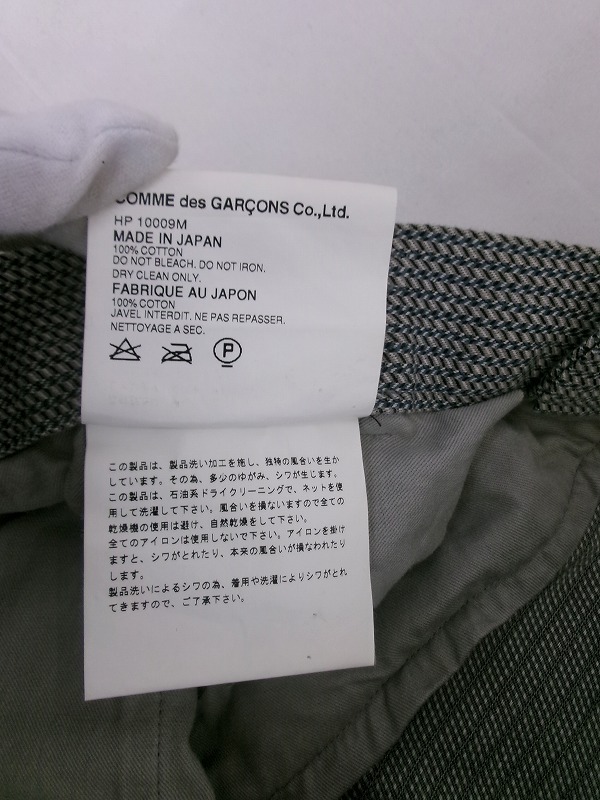 COMME des GARÇONS Co.,Ltd.
HP 10009M
MADE IN JAPAN
100% COTTON
DO NOT BLEACH. DO NOT IRON.
DRY CLEAN ONLY.
FABRIQUE AU JAPON
100% COTON
JAVEL INTERDIT. NE PAS REPASSER.
NETTOYAGE A SEC.
P
この製品は、製品洗い加工を施し、独特の風合いを生か
しています。その為、多少のゆがみ、シワが生じます。
この製品は、石油系ドライクリーニングで、ネットを使
用して洗濯して下さい。風合いを損ないますので全ての
乾燥機の使用は避け、自然乾燥をして下さい。
全てのアイロンは使用しないで下さい。アイロンを掛け
ますと、シワがとれたり、本来の風合いが損なわれたり
します。
製品洗いによるシワの為、着用や洗濯によりシワがとれ
てきますので、ご了承下さい。